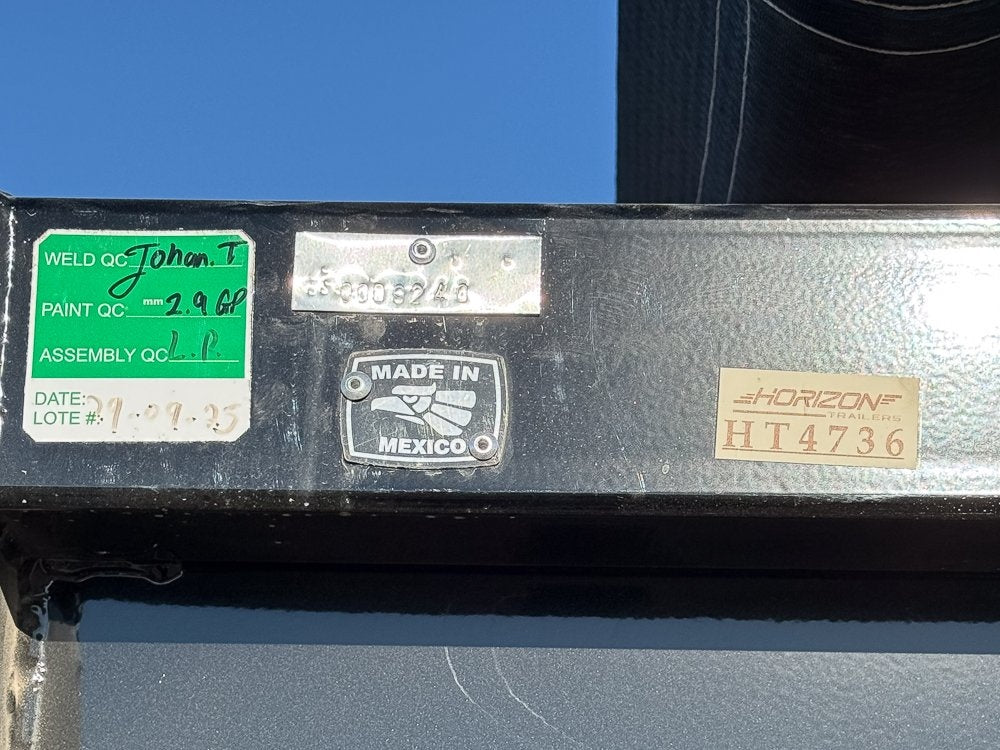 WELD QC Johan. T
PAINT QC: mm 2.9 GP
ASSEMBLY QC L.P.
DATE:
LOTE #:
MADE IN
MEXICO
HORIZON
TRAILERS
HT4736